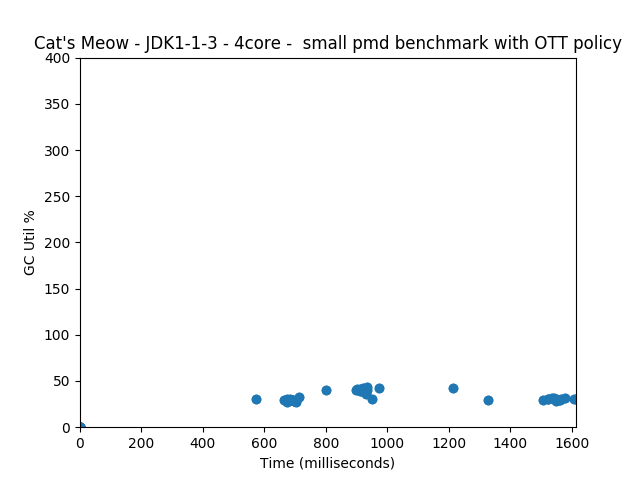 Cat's Meow - JDK1-1-3 - 4core -  small pmd benchmark with OTT policy
400
350
300
250
200
150
100
50
0
GC Util %
0 200 400 600 800 1000 1200 1400 1600
Time (milliseconds)